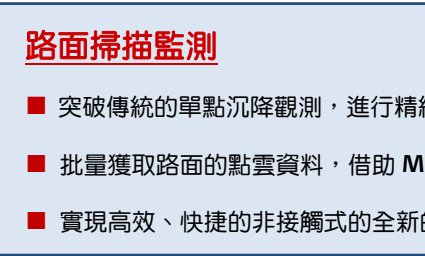 路面掃描監測
■ 突破傳統的單點沉降觀測，進行精
■ 批量獲取路面的點雲資料，借助 M
■ 實現高效、快捷的非接觸式的全新